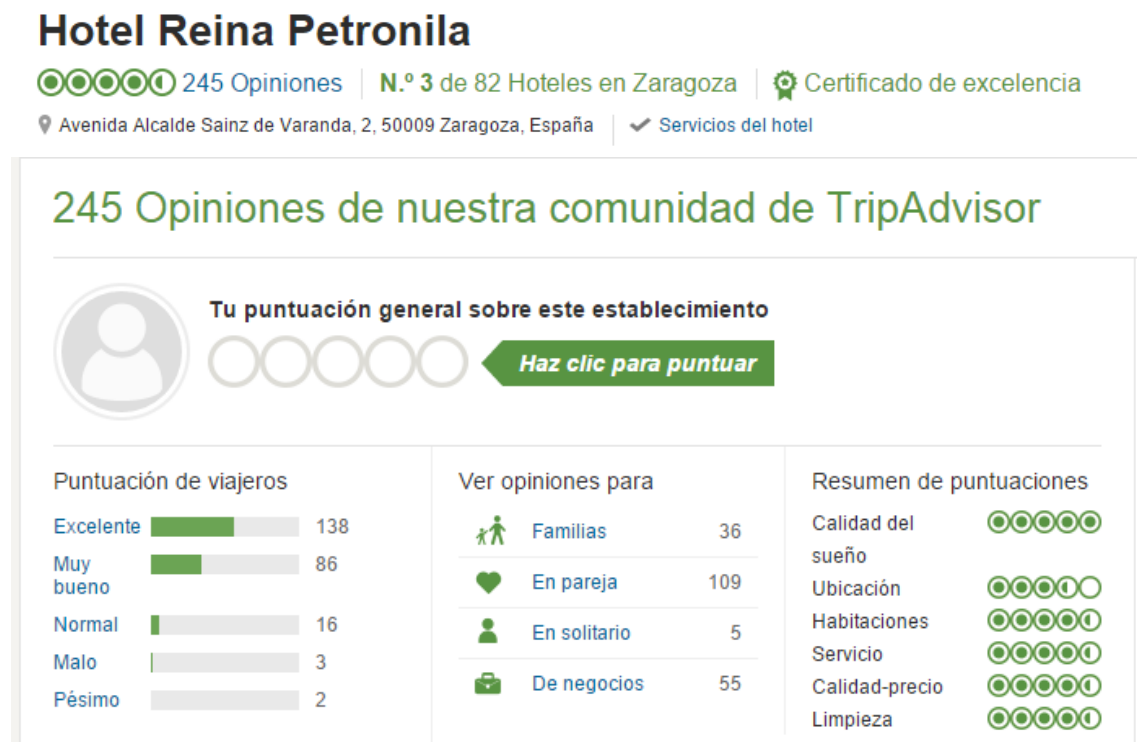 Hotel Reina Petronila
245 Opiniones N.º 3 de 82 Hoteles en Zaragoza Certificado de excelencia
Avenida Alcalde Sainz de Varanda, 2, 50009 Zaragoza, España Servicios del hotel
245 Opiniones de nuestra comunidad de TripAdvisor
Tu puntuación general sobre este establecimiento
Haz clic para puntuar
Puntuación de viajeros
Excelente 138
Muy
bueno 86
Normal 16
Malo 3
Pésimo 2
Ver opiniones para
Familias 36
En pareja 109
En solitario 5
De negocios 55
Resumen de puntuaciones
Calidad del
sueño
Ubicación
Habitaciones
Servicio
Calidad-precio
Limpieza